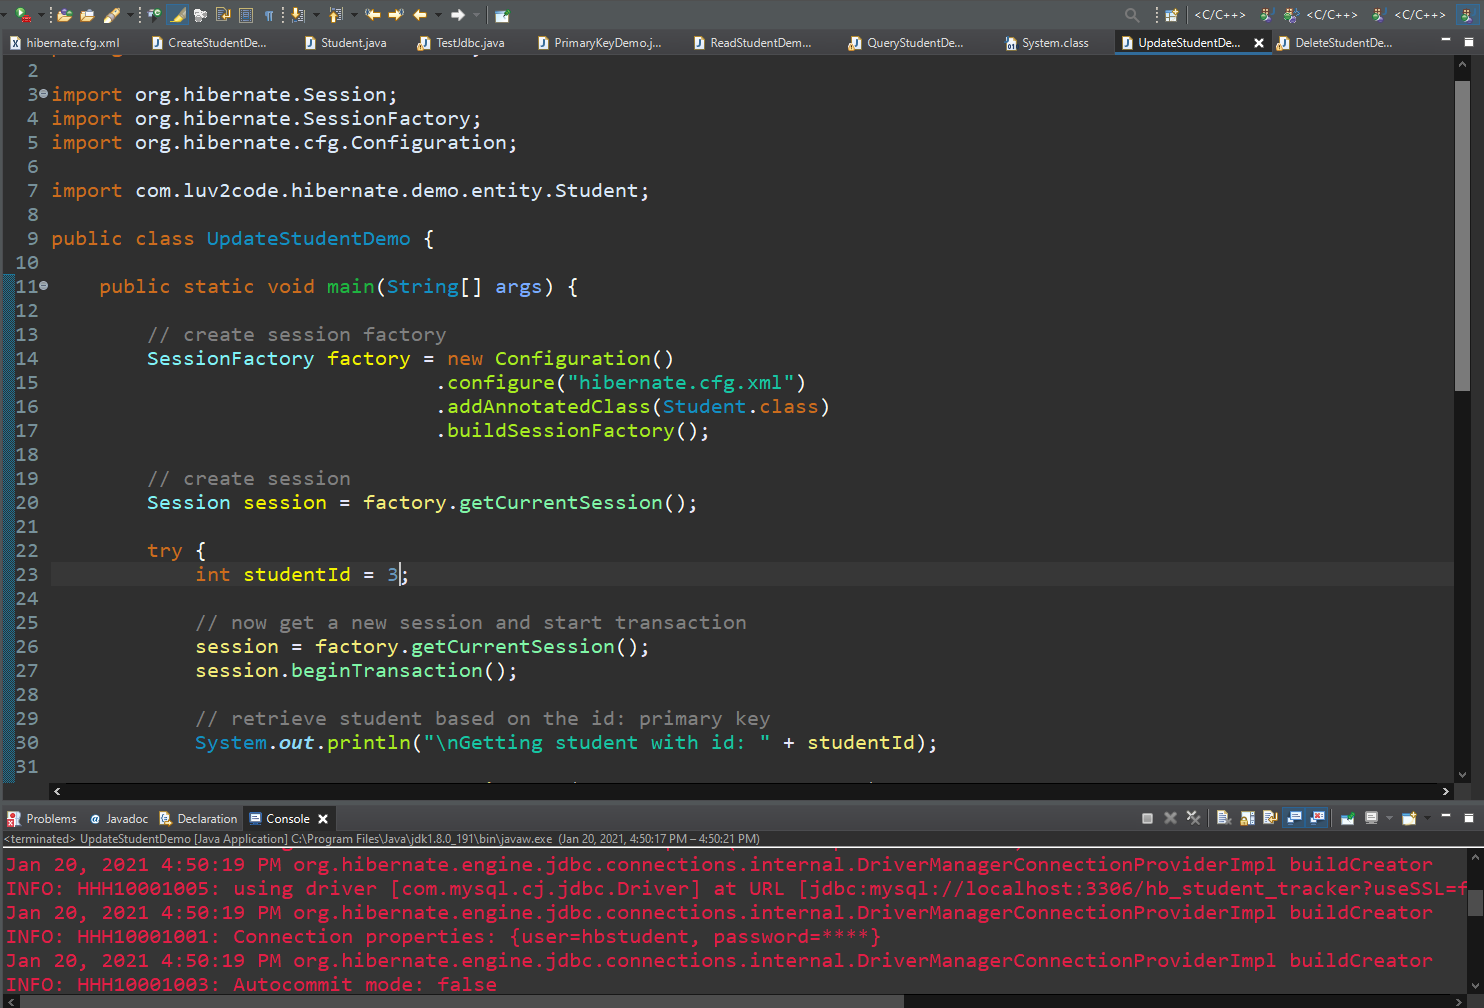 <C/C++> <C/C++> <C/C++>
hibernate.cfg.xml CreateStudentDe... Student.java TestJdbc.java PrimaryKeyDemo.j... ReadStudentDem... QueryStudentDe... System.class UpdateStudentDe... DeleteStudentDe...
2
3 import org.hibernate.Session;
4 import org.hibernate.SessionFactory;
5 import org.hibernate.cfg.Configuration;
6
7 import com.luv2code.hibernate.demo.entity.Student;
8
9 public class UpdateStudentDemo {
10
11 public static void main(String[] args) {
12
13 // create session factory
14 SessionFactory factory = new Configuration()
15 .configure("hibernate.cfg.xml")
16 .addAnnotatedClass(Student.class)
17 .buildSessionFactory();
18
19 // create session
20 Session session = factory.getCurrentSession();
21
22 try {
23 int studentId = 3;
24
25 // now get a new session and start transaction
26 session = factory.getCurrentSession();
27 session.beginTransaction();
28
29 // retrieve student based on the id: primary key
30 System.out.println("\nGetting student with id: " + studentId);
31
Problems Javadoc Declaration Console
<terminated> UpdateStudentDemo [Java Application] C:\Program Files\Java\jdk1.8.0_191\bin\javaw.exe (Jan 20, 2021, 4:50:17 PM – 4:50:21 PM)
Jan 20, 2021 4:50:19 PM org.hibernate.engine.jdbc.connections.internal.DriverManagerConnectionProviderImpl buildCreator
INFO: HHH10001005: using driver [com.mysql.cj.jdbc.Driver] at URL [jdbc:mysql://localhost:3306/hb_student_tracker?useSSL=f
Jan 20, 2021 4:50:19 PM org.hibernate.engine.jdbc.connections.internal.DriverManagerConnectionProviderImpl buildCreator
INFO: HHH10001001: Connection properties: {user=hbstudent, password=****}
Jan 20, 2021 4:50:19 PM org.hibernate.engine.jdbc.connections.internal.DriverManagerConnectionProviderImpl buildCreator
INFO: HHH10001003: Autocommit mode: false